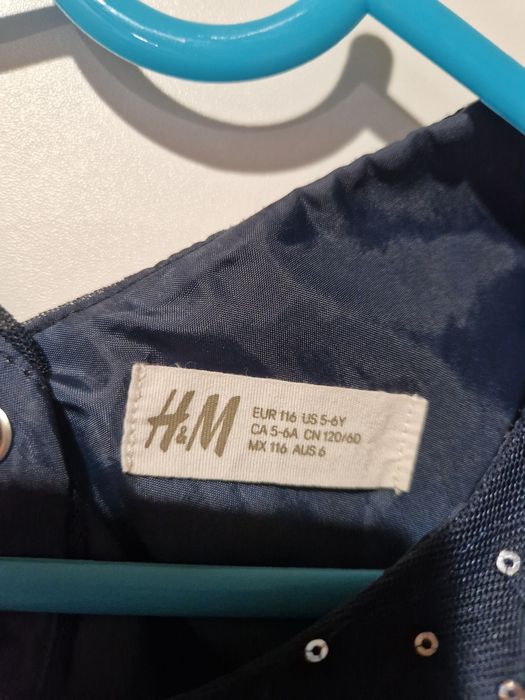 H&M
EUR 116 US 5-6Y
CA 5-6A CN 120/60
MX 116 AUS 6